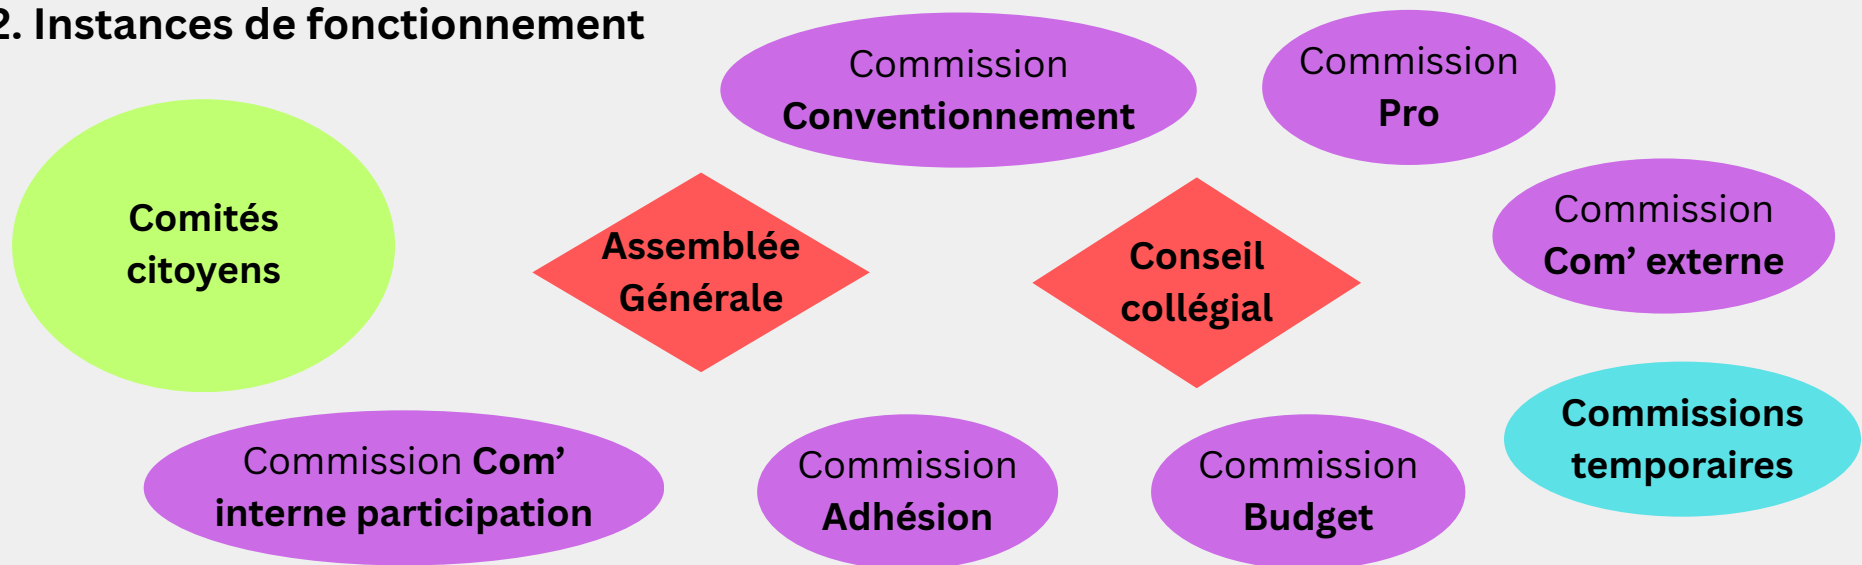 2. Instances de fonctionnement
Commission
Conventionnement
Commission
Pro
Comités
citoyens
Assemblée
Générale
Conseil
collégial
Commission
Com’ externe
Commissions
temporaires
Commission Com’
interne participation
Commission
Adhésion
Commission
Budget